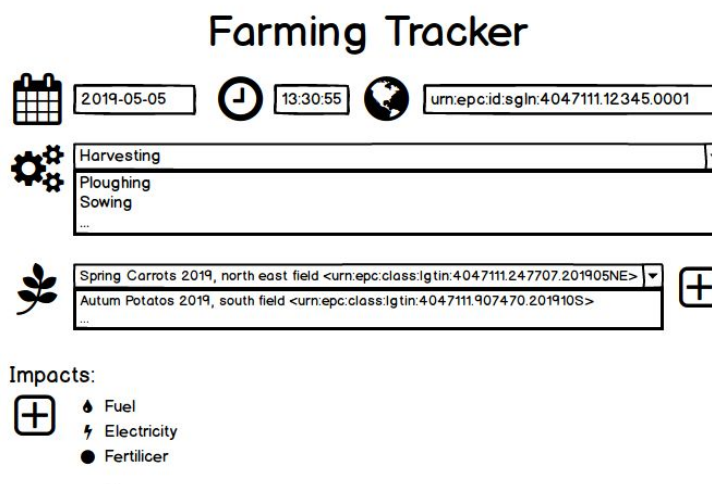 Farming Tracker
2019-05-05 13:30:55 urn:epc:id:sgln:4047111.12345.0001
Harvesting
Ploughing
Sowing
...
Spring Carrots 2019, north east field <urn:epc:class:lgtin:4047111.247707.201905NE>
Autum Potatos 2019, south field <urn:epc:class:lgtin:4047111.907470.201910S>
...
Impacts:
Fuel
Electricity
Fertilicer